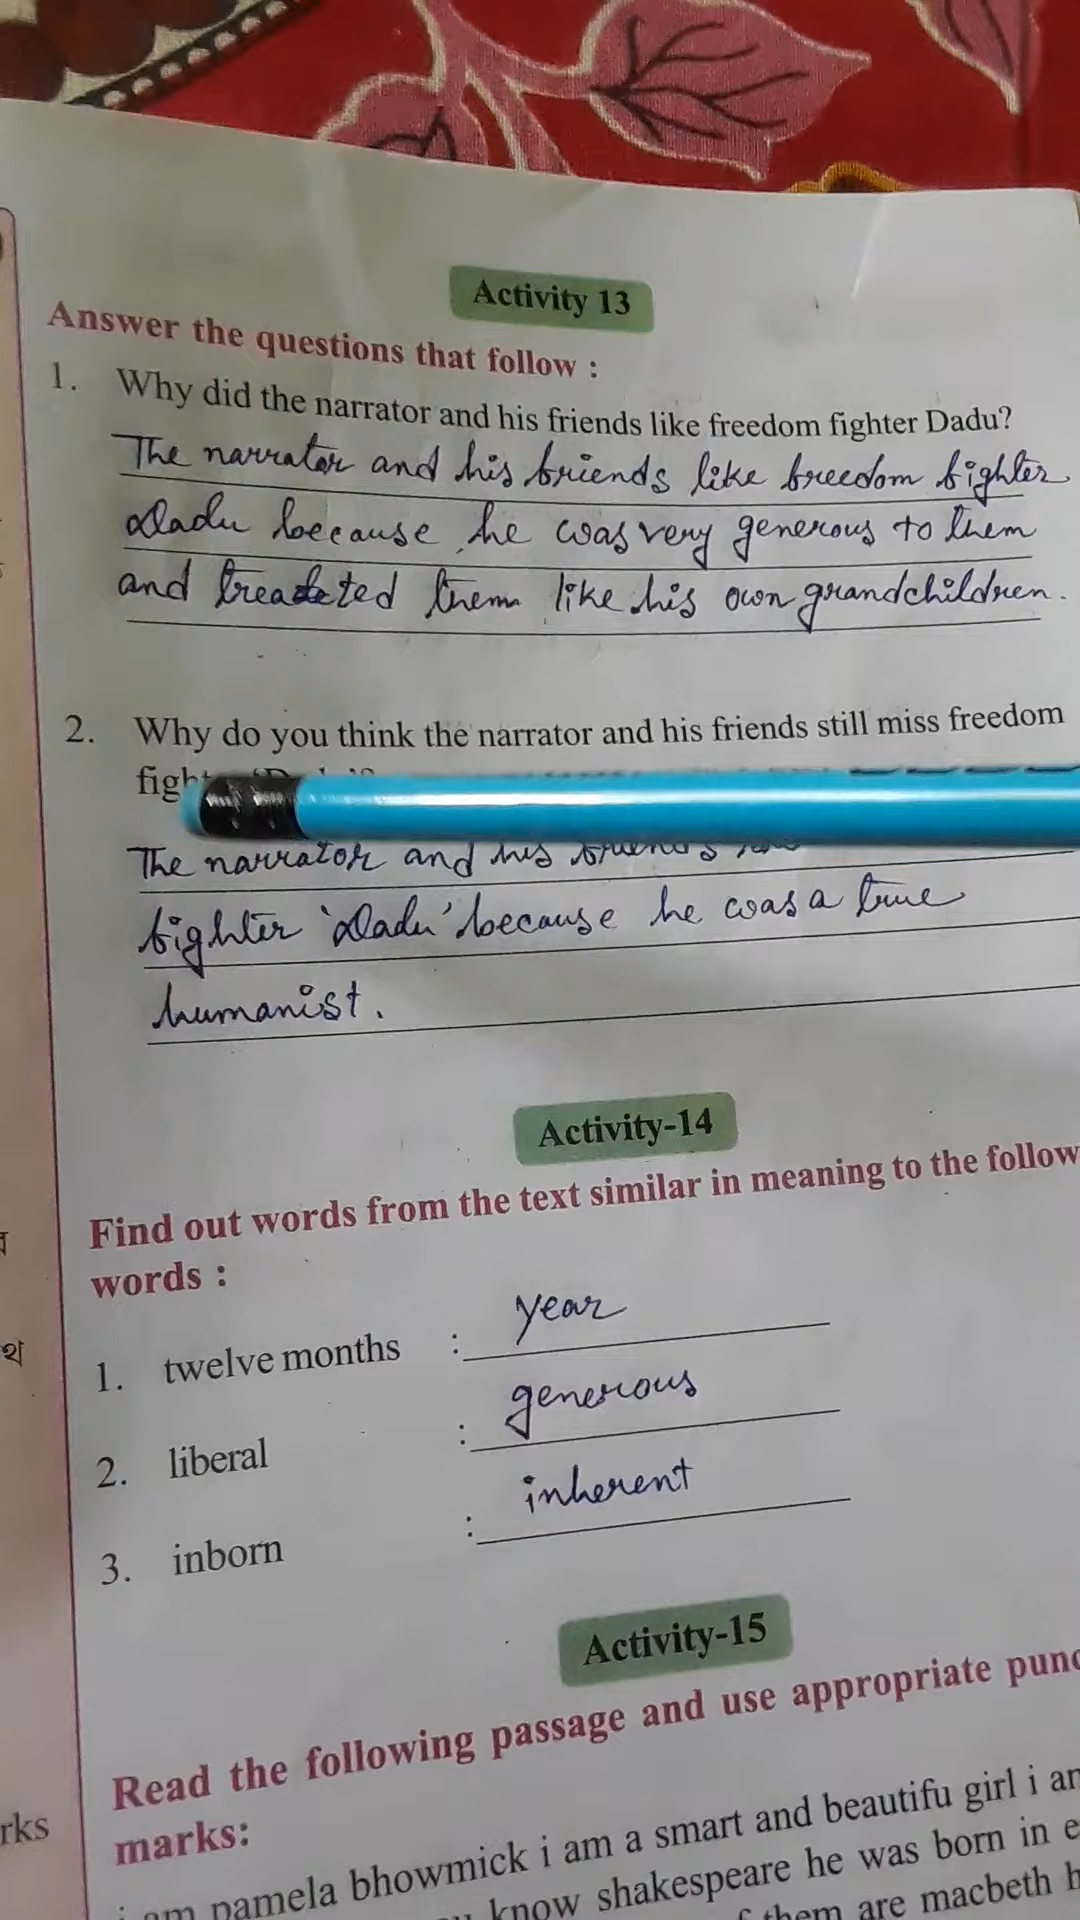 Activity 13
Answer the questions that follow :
1. Why did the narrator and his friends like freedom fighter Dadu?
The narrator and his friends like freedom fighter
Dadu because he was very generous to them
and treated them like his own grandchildren.
2. Why do you think the narrator and his friends still miss freedom
The narrator and his friends
fighter 'Dadu' because he was a true
humanist.
Activity-14
Find out words from the text similar in meaning to the follow
words :
1. twelve months : year
2. liberal : generous
3. inborn : inherent
Activity-15
Read the following passage and use appropriate punc
marks:
i am pamela bhowmick i am a smart and beautifu girl i am
know shakespeare he was born in e
them are macbeth h
থ
rks